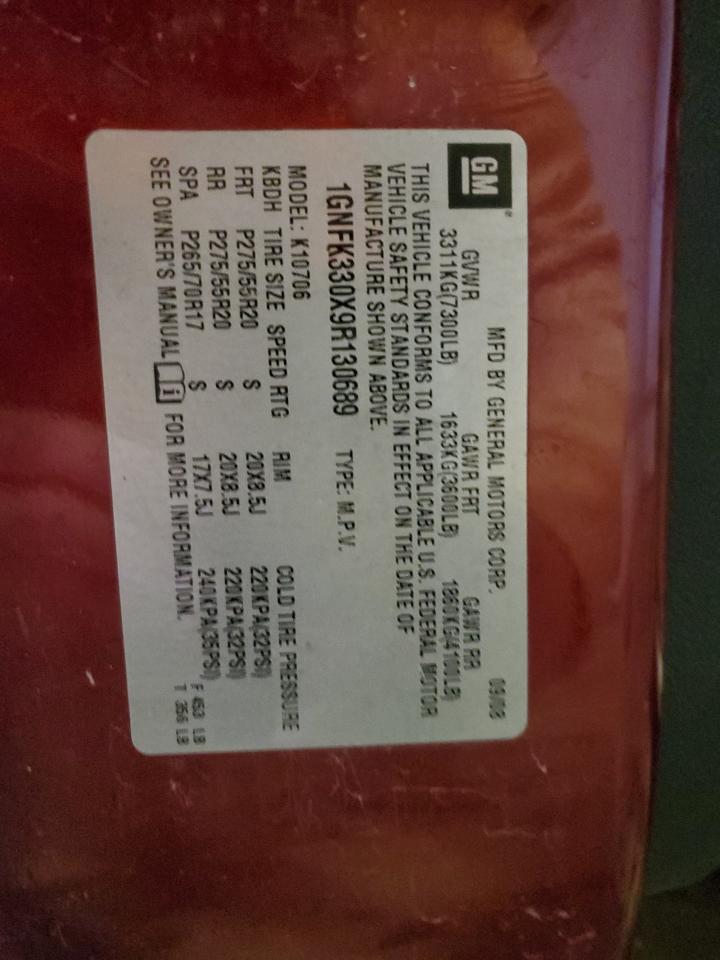 GM
MFD BY GENERAL MOTORS CORP. 09/08
GVWR GAWR FRT GAWR RR
3311KG(7300LB) 1633KG(3600LB) 1860KG(4100LB)
THIS VEHICLE CONFORMS TO ALL APPLICABLE U.S. FEDERAL MOTOR
VEHICLE SAFETY STANDARDS IN EFFECT ON THE DATE OF
MANUFACTURE SHOWN ABOVE.
1GNFK330X9R130689 TYPE: M.P.V.
MODEL: K10706
KBDH TIRE SIZE SPEED RTG RIM COLD TIRE PRESSURE
FRT P275/55R20 S 20X8.5J 220KPA(32PSI)
RR P275/55R20 S 20X8.5J 220KPA(32PSI)
SPA P265/70R17 S 17X7.5J 240KPA(35PSI)
SEE OWNER'S MANUAL i FOR MORE INFORMATION.
F 453 LB
T 356 LB